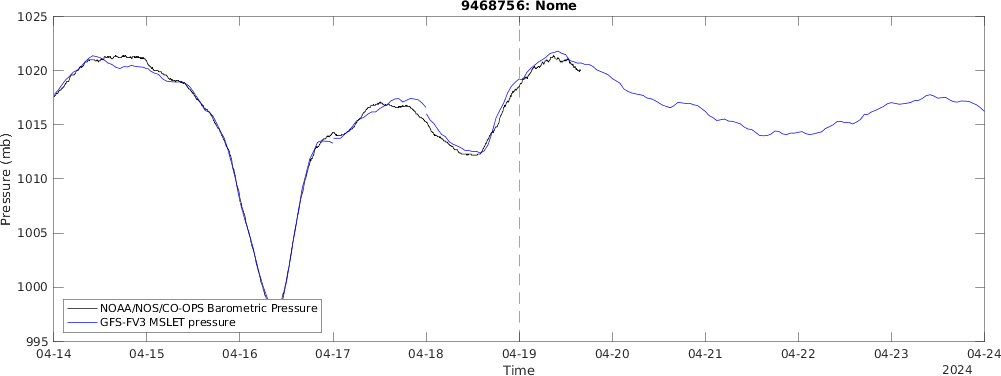 9468756: Nome
1025
1020
1015
1010
1005
1000
995
Pressure (mb)
NOAA/NOS/CO-OPS Barometric Pressure
GFS-FV3 MSLET pressure
04-14 04-15 04-16 04-17 04-18 04-19 04-20 04-21 04-22 04-23 04-24
Time
2024